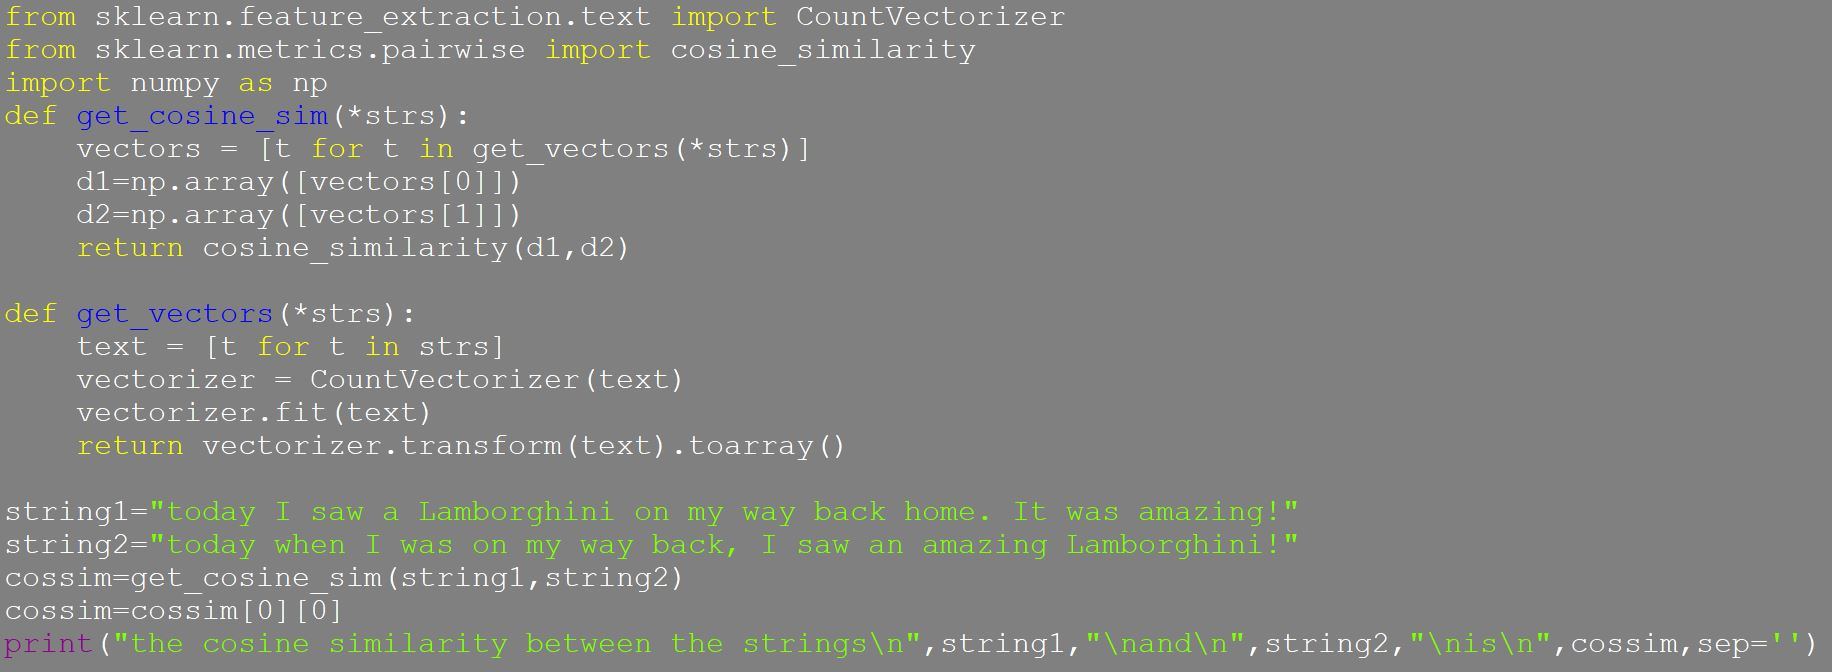 from sklearn.feature_extraction.text import CountVectorizer
from sklearn.metrics.pairwise import cosine_similarity
import numpy as np
def get_cosine_sim(*strs):
    vectors = [t for t in get_vectors(*strs)]
    d1=np.array([vectors[0]])
    d2=np.array([vectors[1]])
    return cosine_similarity(d1,d2)

def get_vectors(*strs):
    text = [t for t in strs]
    vectorizer = CountVectorizer(text)
    vectorizer.fit(text)
    return vectorizer.transform(text).toarray()

string1="today I saw a Lamborghini on my way back home. It was amazing!"
string2="today when I was on my way back, I saw an amazing Lamborghini!"
cossim=get_cosine_sim(string1,string2)
cossim=cossim[0][0]
print("the cosine similarity between the strings\n",string1,"\nand\n",string2,"\nis\n",cossim,sep='')